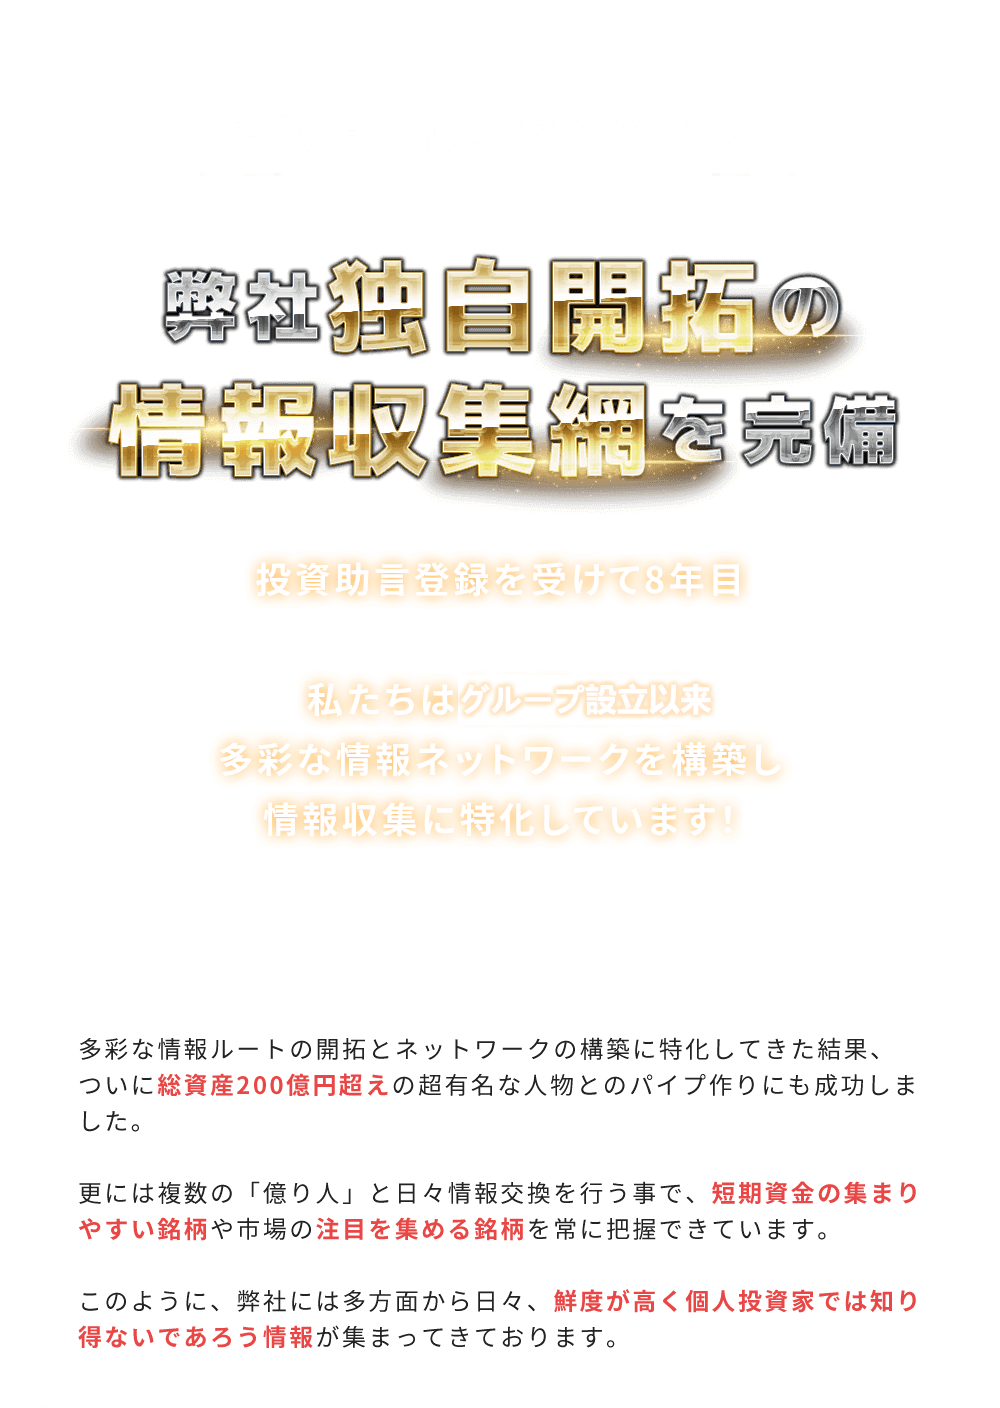 弊社独自開拓の
情報収集網を完備
投資助言登録を受けて8年目
私たちはグループ設立以来
多彩な情報ネットワークを構築し
情報収集に特化しています!
多彩な情報ルートの開拓とネットワークの構築に特化してきた結果、
ついに総資産200億円超えの超有名な人物とのパイプ作りにも成功しま
した。
更には複数の「億り人」と日々情報交換を行う事で、短期資金の集まり
やすい銘柄や市場の注目を集める銘柄を常に把握できています。
このように、弊社には多方面から日々、鮮度が高く個人投資家では知り
得ないであろう情報が集まってきております。